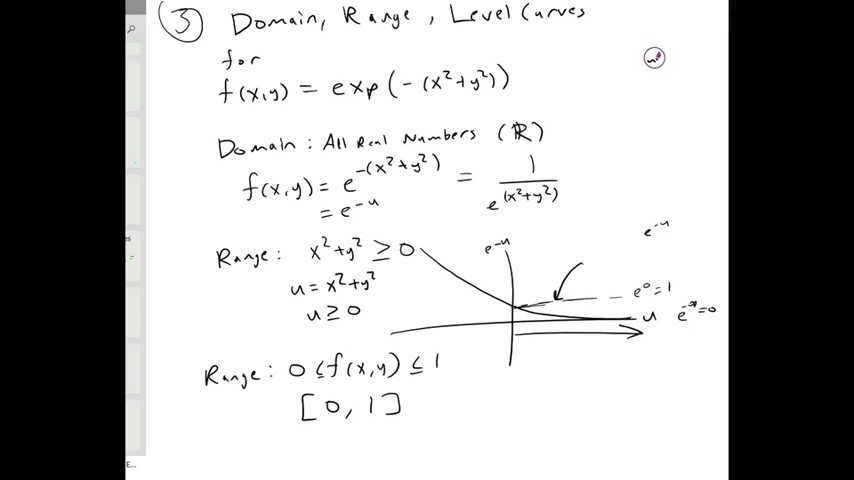 ③ Domain, Range, Level Curves
for
f(x,y) = exp(-(x²+y²))
Domain: All Real Numbers (ℝ)
f(x,y) = e^-(x²+y²) = 1/e^(x²+y²)
= e^-u
Range: x²+y² ≥ 0
u = x²+y²
u ≥ 0
e^-u
e^-u
e⁰=1
u e^-∞=0
Range: 0 ≤ f(x,y) ≤ 1
[0, 1]
E...